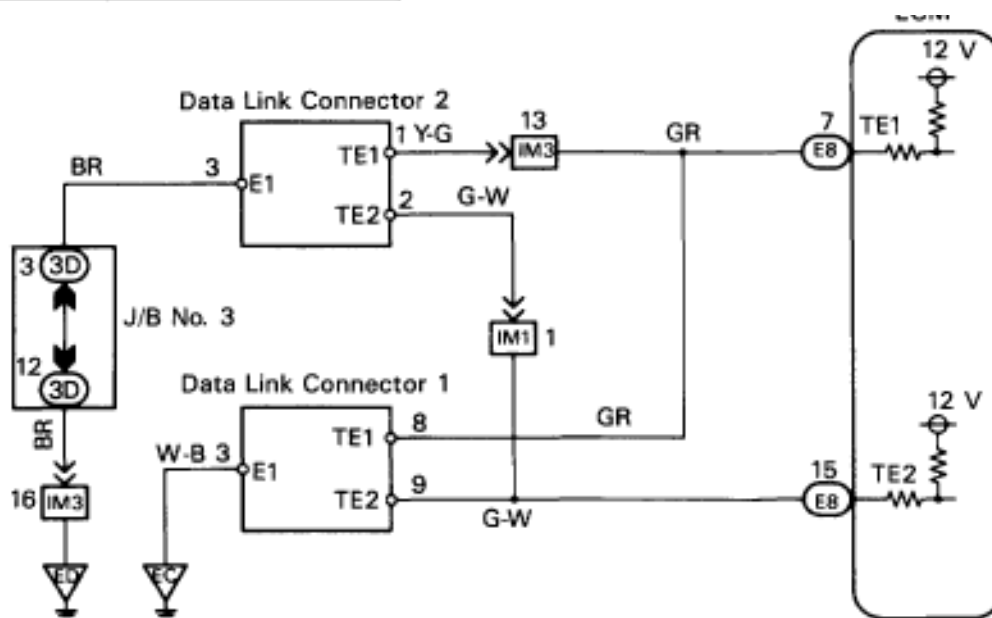 12 V
Data Link Connector 2
1 Y-G
13
GR
7
TE1
TE1
IM3
E8
BR
3
E1
G-W
2
TE2
3
3D
J/B No. 3
IM1
1
12
3D
Data Link Connector 1
12 V
BR
8
GR
TE1
W-B 3
E1
15
TE2
9
TE2
E8
16
IM3
G-W
ED
EC